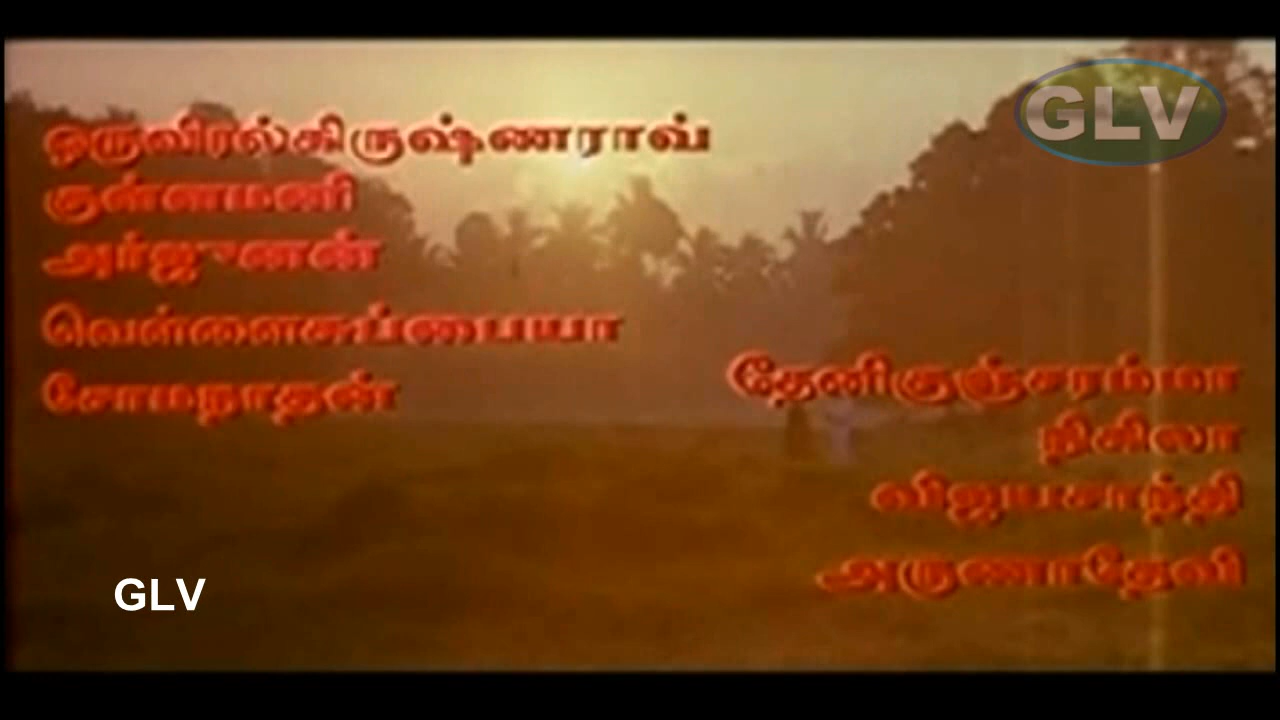 GLV
ஒருவிரல்கிருஷ்ணராவ்
குள்ளமணி
அர்ஜுனன்
வெள்ளைசுப்பையா
சோமநாதன்
தேனிகுஞ்சரம்மா
நிகிலா
விஜயசாந்தி
அருணாதேவி
GLV